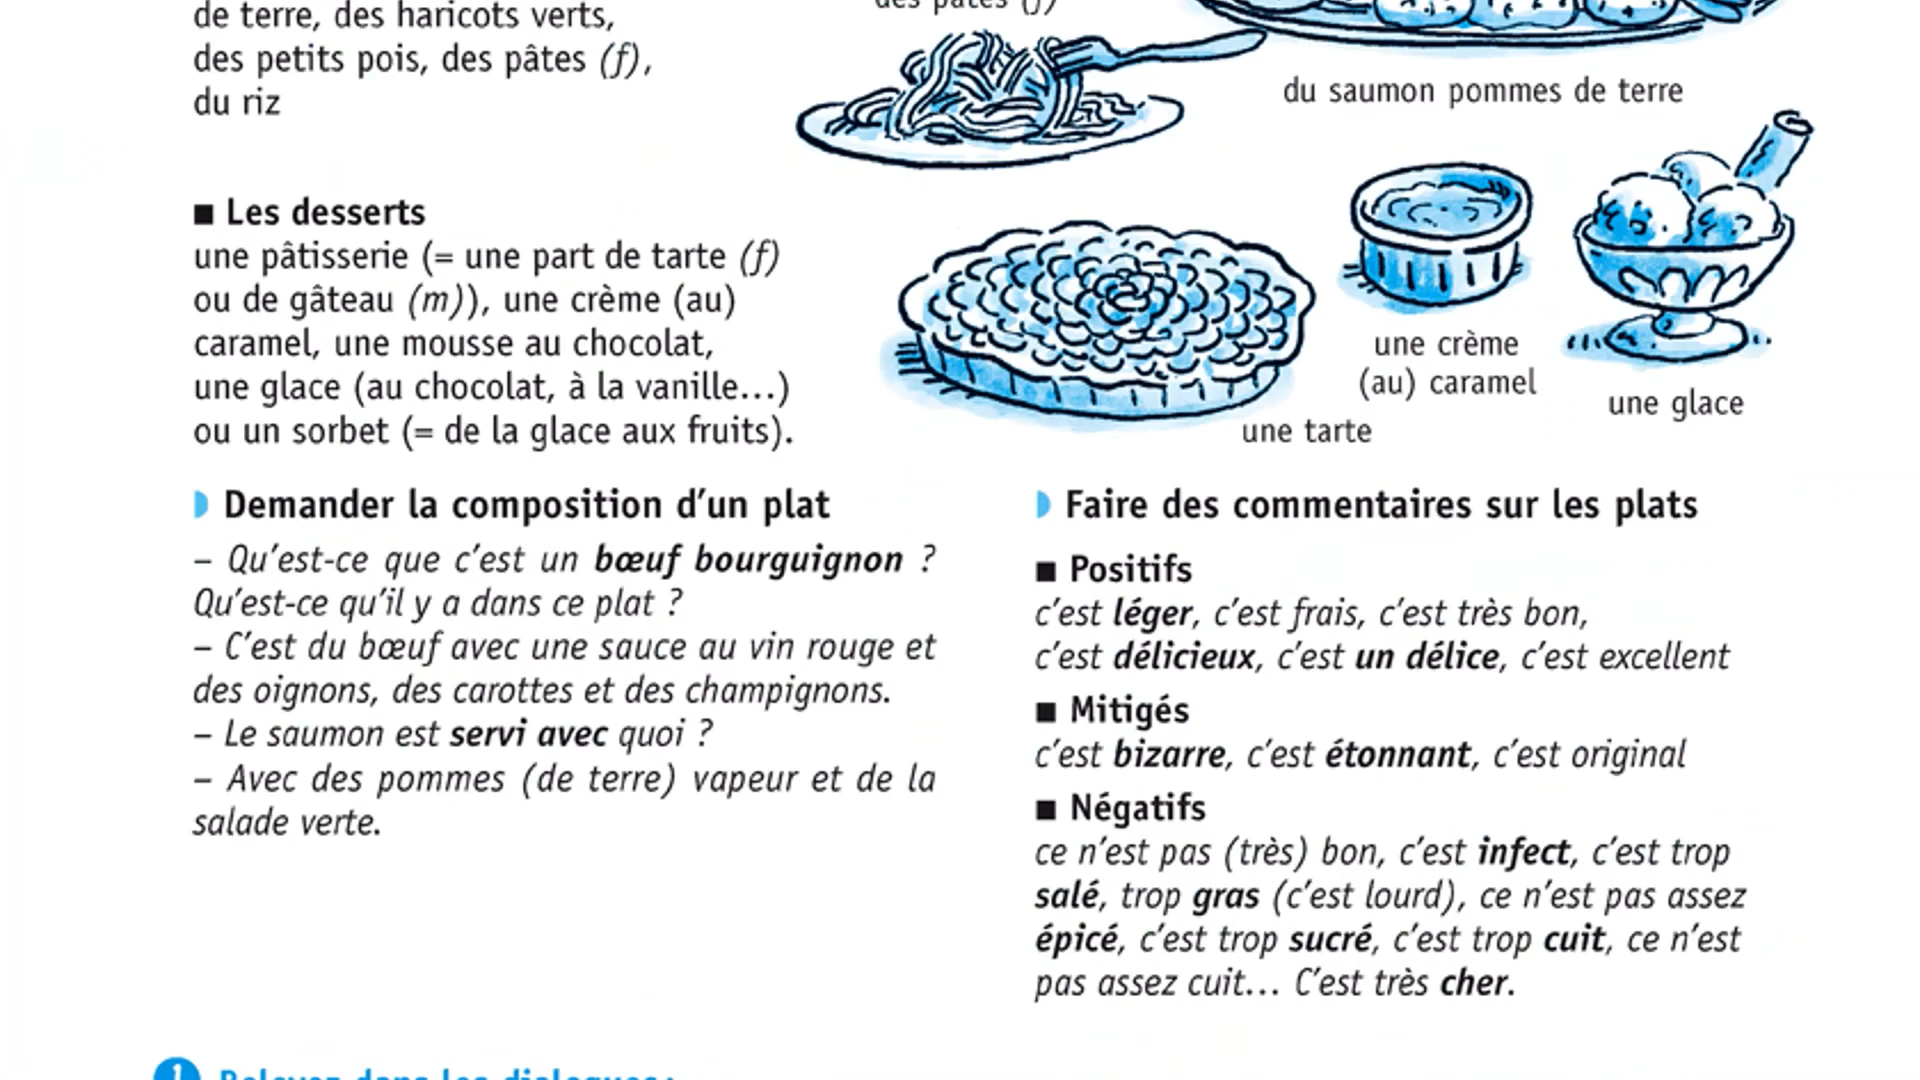 de terre, des haricots verts,
des petits pois, des pâtes (f),
du riz
des pâtes (f)
du saumon pommes de terre
■ Les desserts
une pâtisserie (= une part de tarte (f)
ou de gâteau (m)), une crème (au)
caramel, une mousse au chocolat,
une glace (au chocolat, à la vanille...)
ou un sorbet (= de la glace aux fruits).
une crème
(au) caramel
une glace
une tarte
Demander la composition d'un plat
– Qu'est-ce que c'est un bœuf bourguignon ?
Qu'est-ce qu'il y a dans ce plat ?
– C'est du bœuf avec une sauce au vin rouge et
des oignons, des carottes et des champignons.
– Le saumon est servi avec quoi ?
– Avec des pommes (de terre) vapeur et de la
salade verte.
Faire des commentaires sur les plats
■ Positifs
c'est léger, c'est frais, c'est très bon,
c'est délicieux, c'est un délice, c'est excellent
■ Mitigés
c'est bizarre, c'est étonnant, c'est original
■ Négatifs
ce n'est pas (très) bon, c'est infect, c'est trop
salé, trop gras (c'est lourd), ce n'est pas assez
épicé, c'est trop sucré, c'est trop cuit, ce n'est
pas assez cuit... C'est très cher.
1 Relevez dans les dialogues :